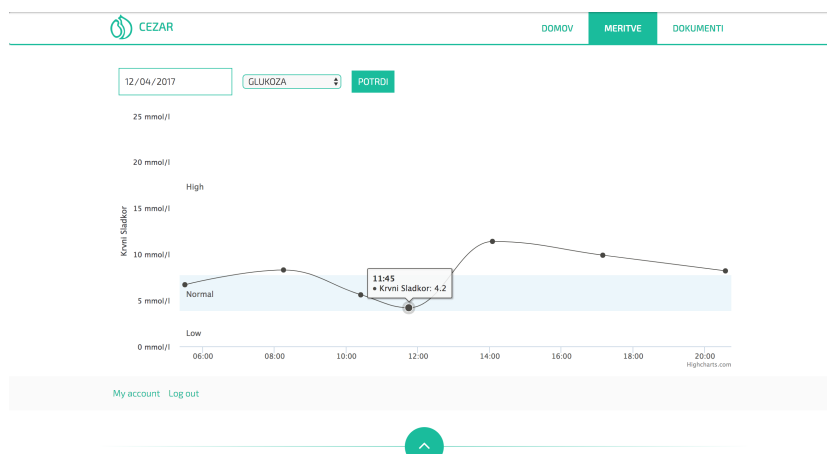 CEZAR
DOMOV MERITVE DOKUMENTI
12/04/2017 GLUKOZA POTRDI
25 mmol/l
20 mmol/l
High
15 mmol/l
Krvni Sladkor
10 mmol/l
11:45
• Krvni Sladkor: 4.2
Normal
5 mmol/l
Low
0 mmol/l
06:00 08:00 10:00 12:00 14:00 16:00 18:00 20:00
Highcharts.com
My account Log out